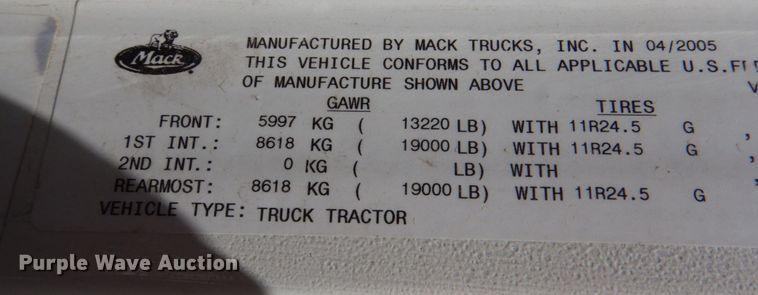 Mack
MANUFACTURED BY MACK TRUCKS, INC. IN 04/2005
THIS VEHICLE CONFORMS TO ALL APPLICABLE U.S.
OF MANUFACTURE SHOWN ABOVE
GAWR TIRES
FRONT: 5997 KG ( 13220 LB) WITH 11R24.5 G ,
1ST INT.: 8618 KG ( 19000 LB) WITH 11R24.5 G ,
2ND INT.: 0 KG ( LB) WITH ,
REARMOST: 8618 KG ( 19000 LB) WITH 11R24.5 G
VEHICLE TYPE: TRUCK TRACTOR
Purple Wave Auction